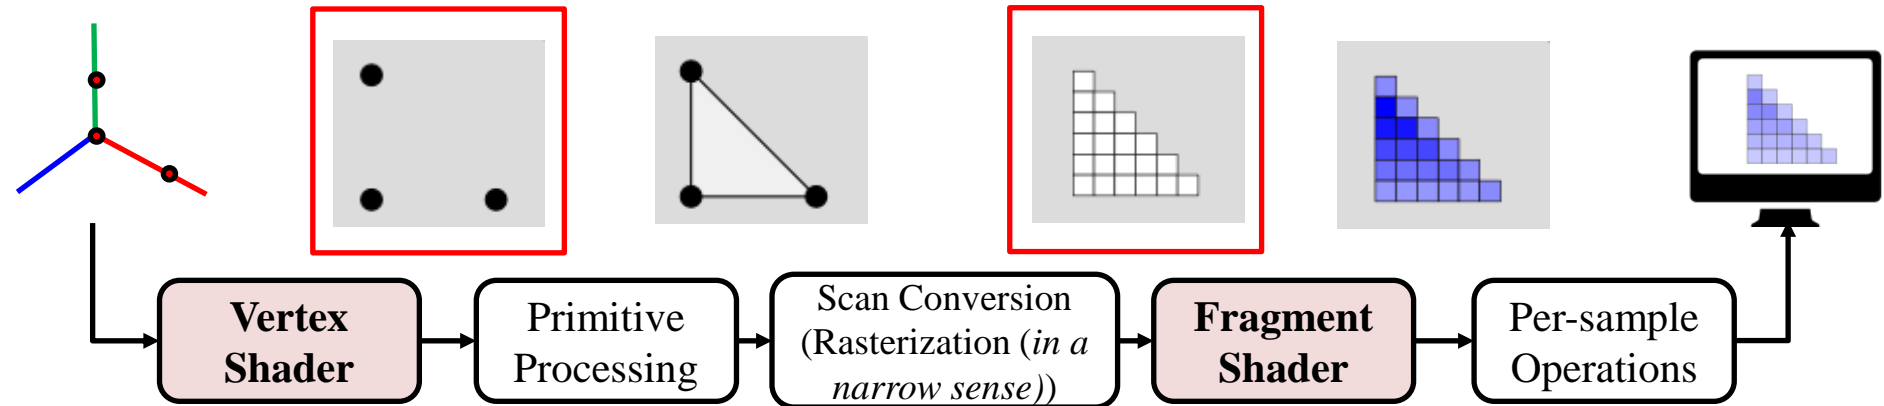 Vertex
Shader
Primitive
Processing
Scan Conversion
(Rasterization (in a
narrow sense))
Fragment
Shader
Per-sample
Operations